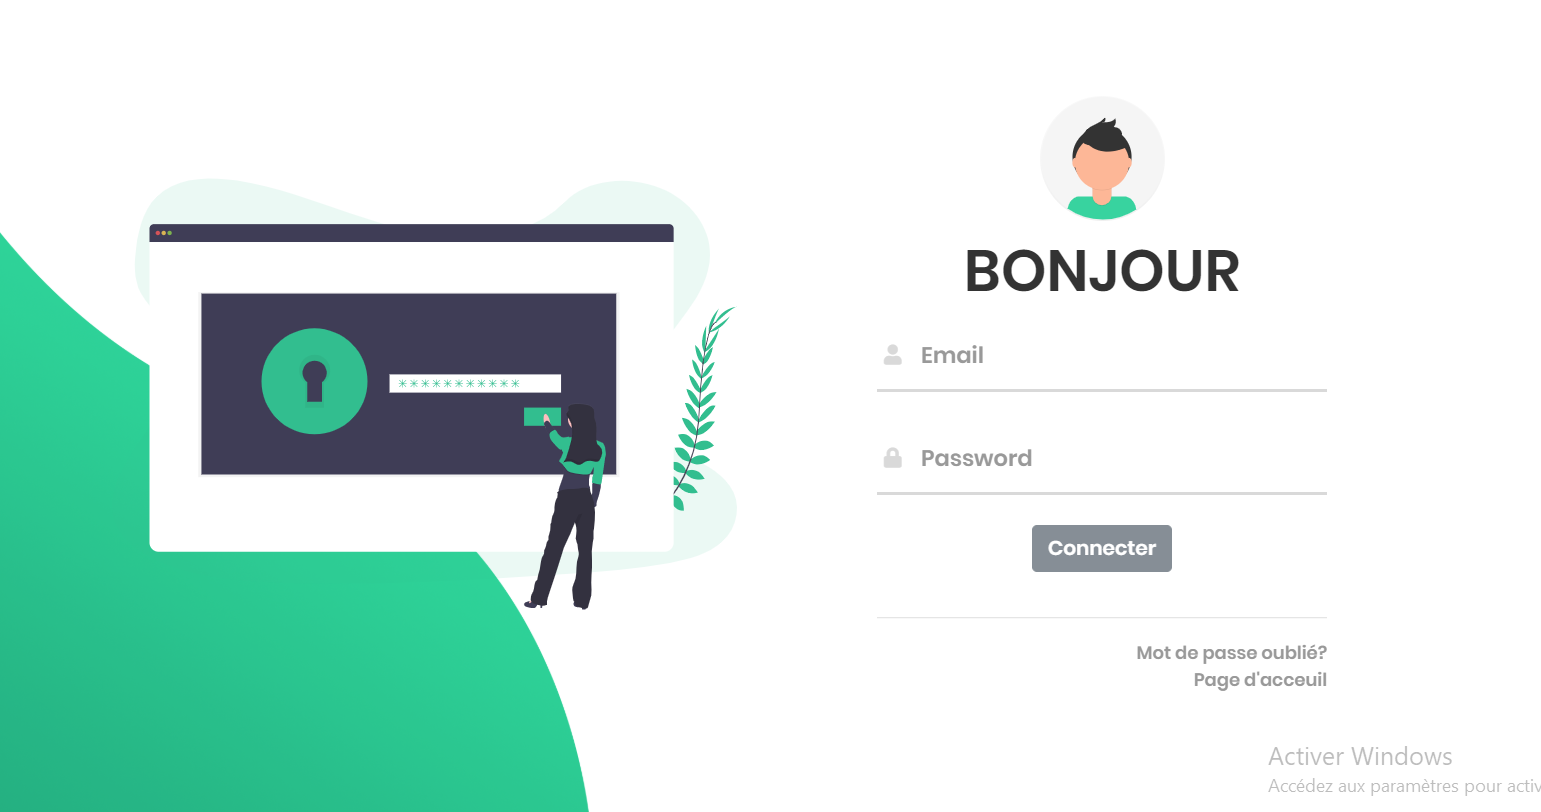 ***********
BONJOUR
Email
Password
Connecter
Mot de passe oublié?
Page d'acceuil
Activer Windows
Accédez aux paramètres pour activ